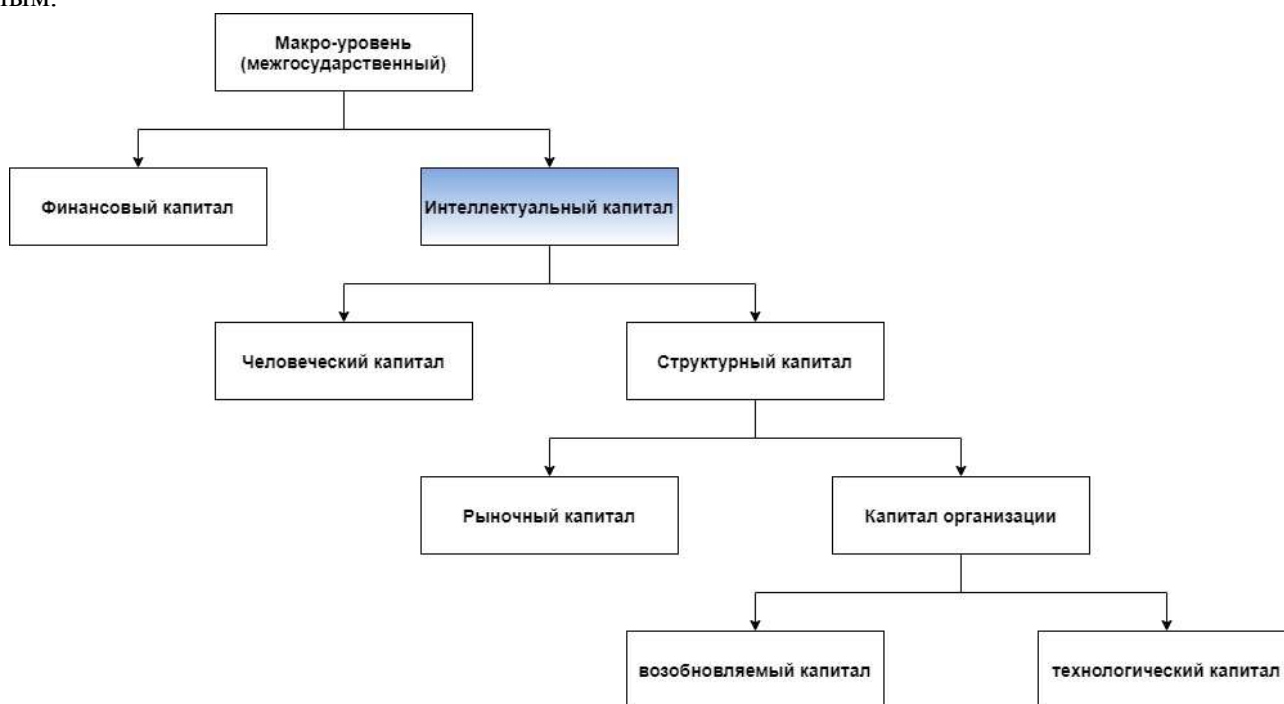 ным.
Макро-уровень
(межгосударственный)
Финансовый капитал
Интеллектуальный капитал
Человеческий капитал
Структурный капитал
Рыночный капитал
Капитал организации
возобновляемый капитал
технологический капитал